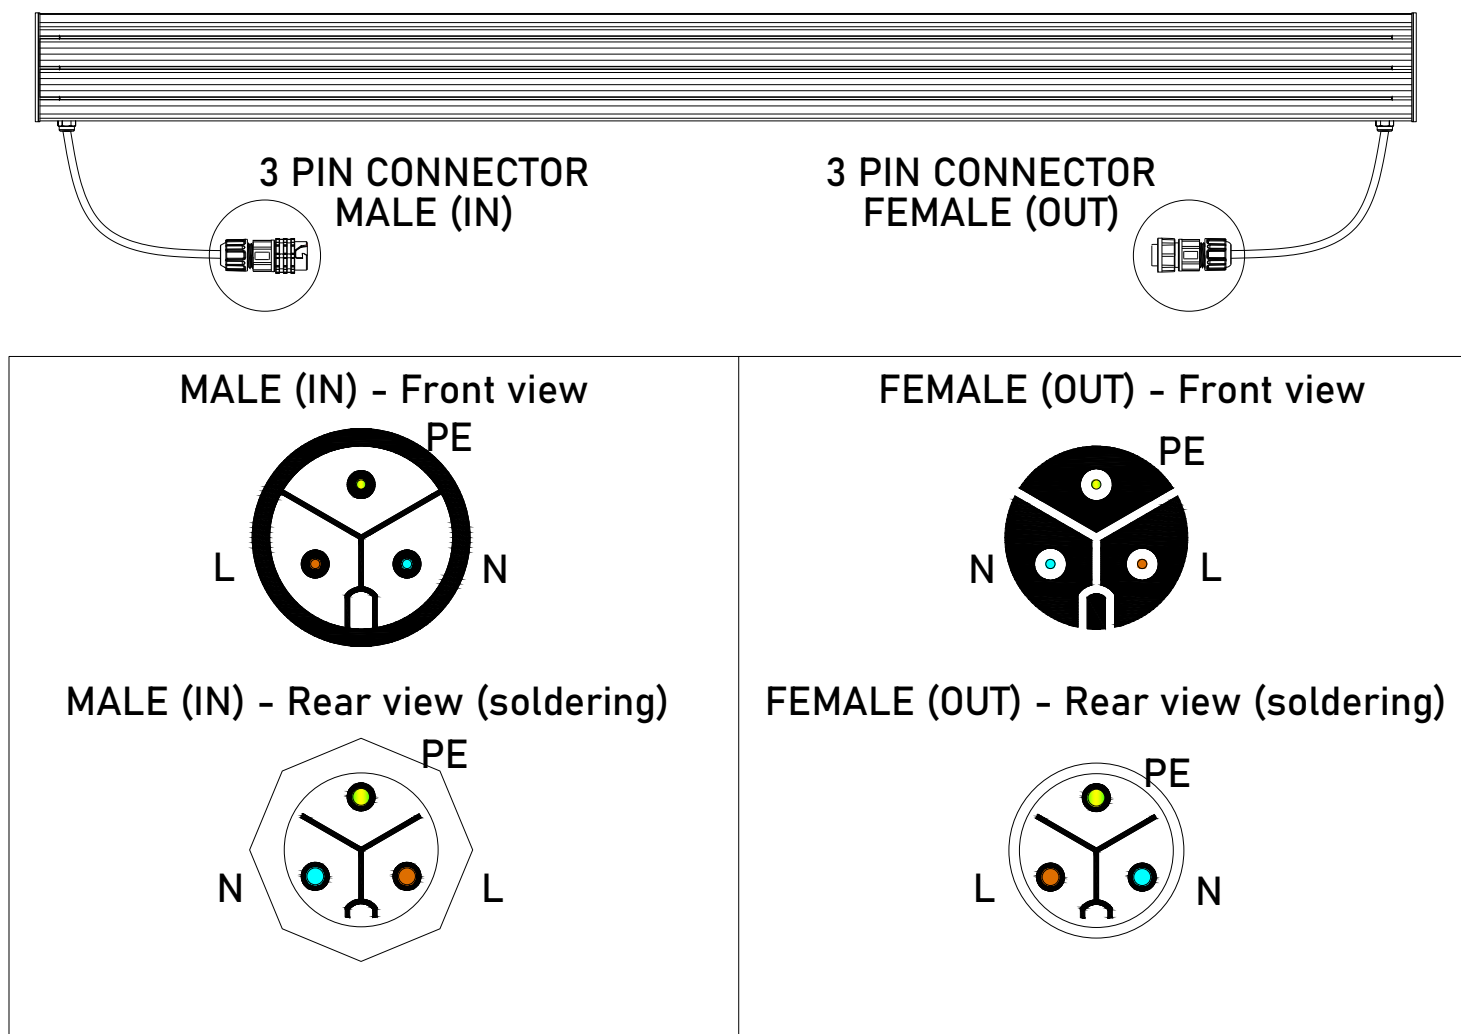 3 PIN CONNECTOR
MALE (IN)
3 PIN CONNECTOR
FEMALE (OUT)
MALE (IN) - Front view
PE
L
N
FEMALE (OUT) - Front view
PE
N
L
MALE (IN) - Rear view (soldering)
PE
N
L
FEMALE (OUT) - Rear view (soldering)
PE
L
N